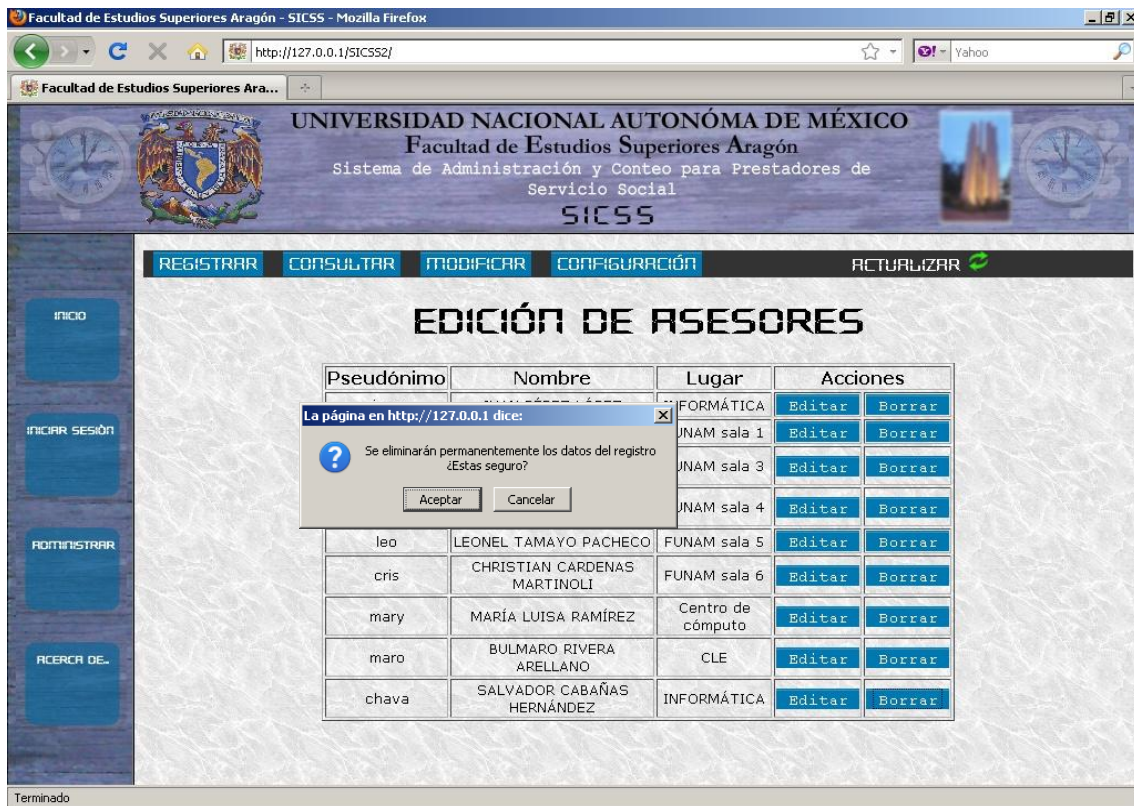 Facultad de Estudios Superiores Aragón - SICSS - Mozilla Firefox
http://127.0.0.1/SICSS2/
Yahoo
Facultad de Estudios Superiores Ara...
UNIVERSIDAD NACIONAL AUTONÓMA DE MÉXICO
Facultad de Estudios Superiores Aragón
Sistema de Administración y Conteo para Prestadores de
Servicio Social
SICSS
REGISTRAR CONSULTAR MODIFICAR CONFIGURACIÓN ACTUALIZAR
INICIO
INICIAR SESIÓN
ADMINISTRAR
ACERCA DE..
EDICIÓN DE ASESORES
Pseudónimo Nombre Lugar Acciones
INFORMÁTICA Editar Borrar
UNAM sala 1 Editar Borrar
UNAM sala 3 Editar Borrar
UNAM sala 4 Editar Borrar
La página en http://127.0.0.1 dice:
Se eliminarán permanentemente los datos del registro
¿Estas seguro?
Aceptar Cancelar
leo LEONEL TAMAYO PACHECO FUNAM sala 5 Editar Borrar
cris CHRISTIAN CARDENAS MARTINOLI FUNAM sala 6 Editar Borrar
mary MARÍA LUISA RAMÍREZ Centro de cómputo Editar Borrar
maro BULMARO RIVERA ARELLANO CLE Editar Borrar
chava SALVADOR CABAÑAS HERNÁNDEZ INFORMÁTICA Editar Borrar
Terminado